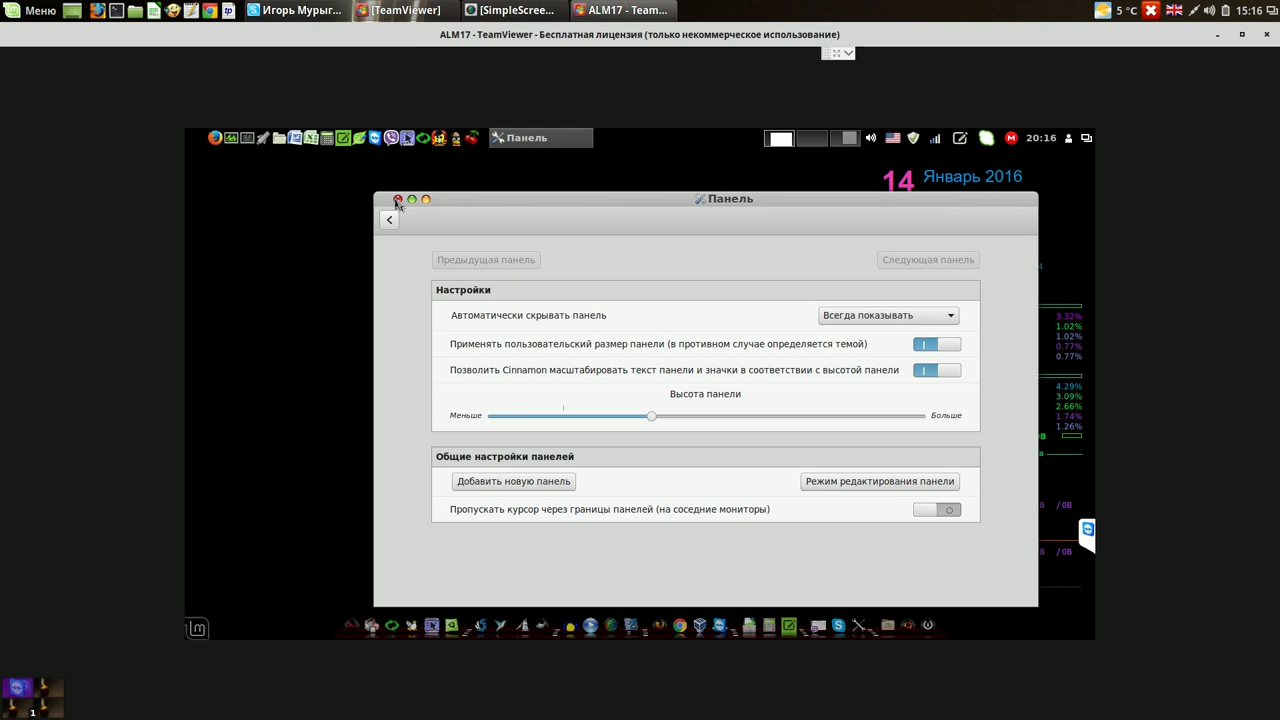 Меню
Игорь Мурыг...
[TeamViewer]
[SimpleScree...
ALM17 - Team...
5 °C
15:16
ALM17 - TeamViewer - Бесплатная лицензия (только некоммерческое использование)
Панель
20:16
14 Январь 2016
Панель
Предыдущая панель
Следующая панель
Настройки
Автоматически скрывать панель
Всегда показывать
Применять пользовательский размер панели (в противном случае определяется темой)
3.32%
1.02%
1.02%
0.77%
0.77%
Позволить Cinnamon масштабировать текст панели и значки в соответствии с высотой панели
Высота панели
Меньше
Больше
4.29%
3.09%
2.66%
1.74%
1.26%
Общие настройки панелей
Добавить новую панель
Режим редактирования панели
Пропускать курсор через границы панелей (на соседние мониторы)
/0B
/0B
lm
1